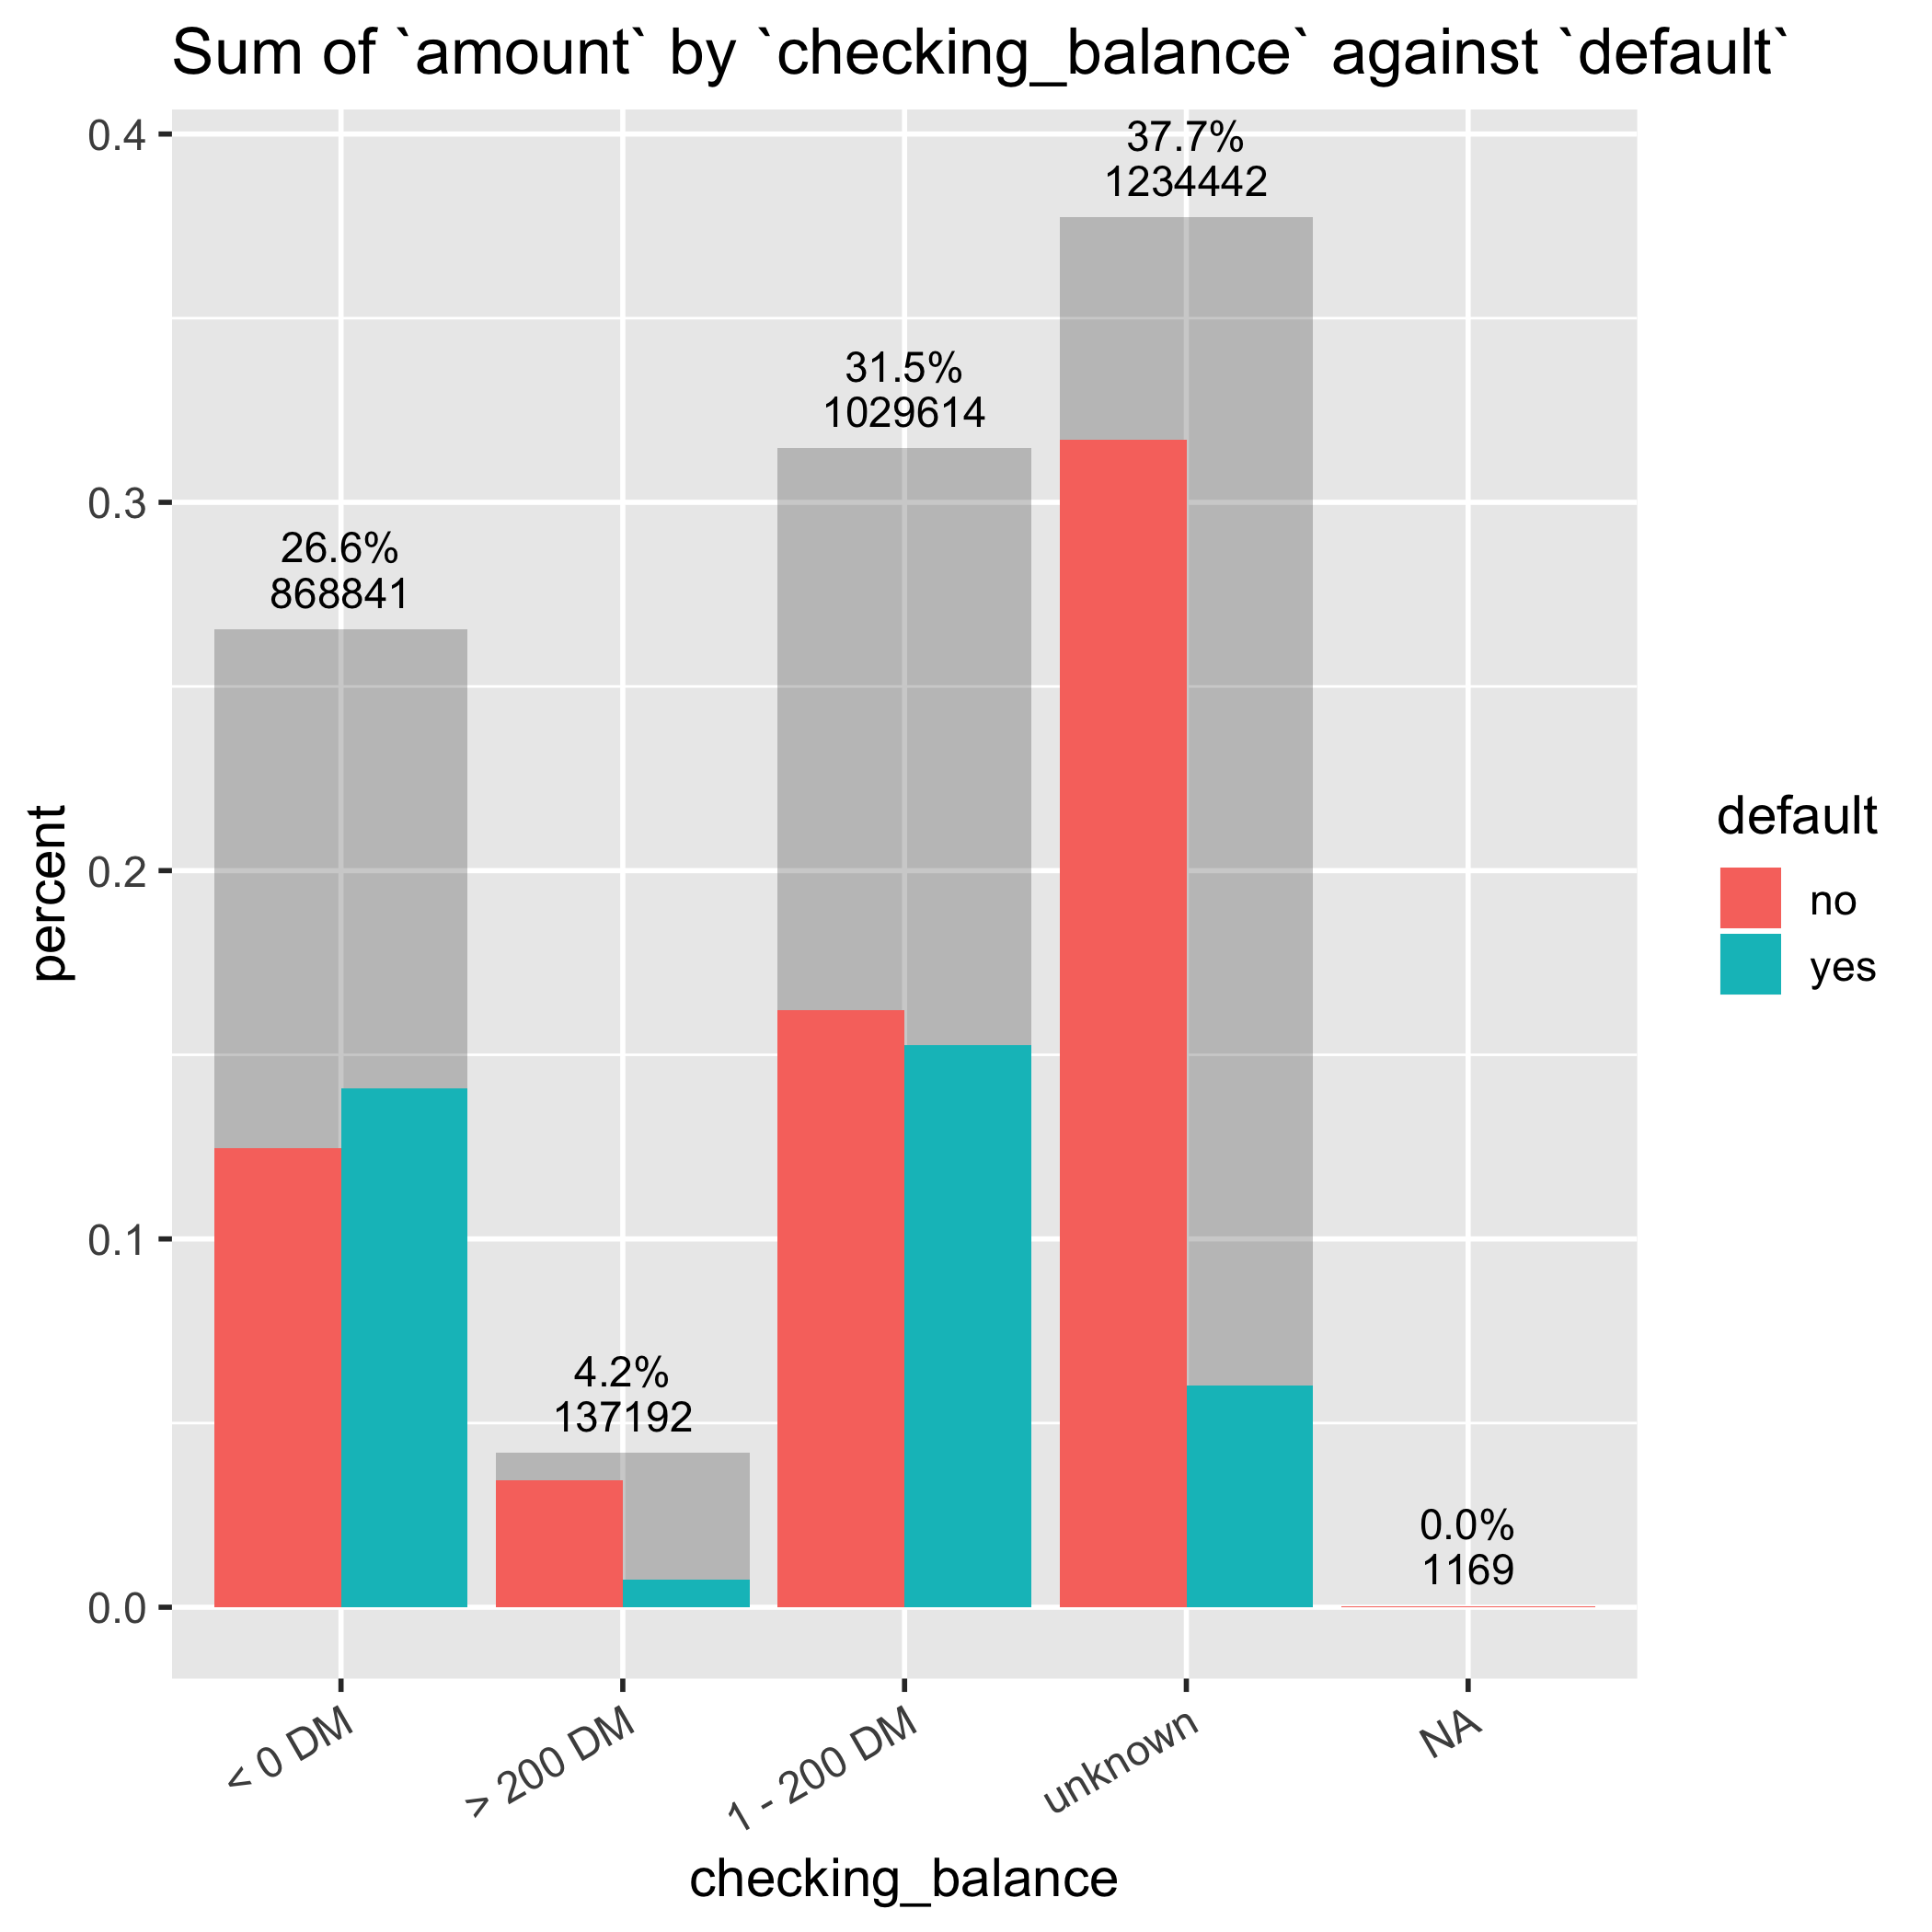 Sum of `amount` by `checking_balance` against `default`
0.4
0.3
0.2
0.1
0.0
percent
26.6%
868841
4.2%
137192
31.5%
1029614
37.7%
1234442
0.0%
1169
< 0 DM
> 200 DM
1 - 200 DM
unknown
NA
checking_balance
default
no
yes